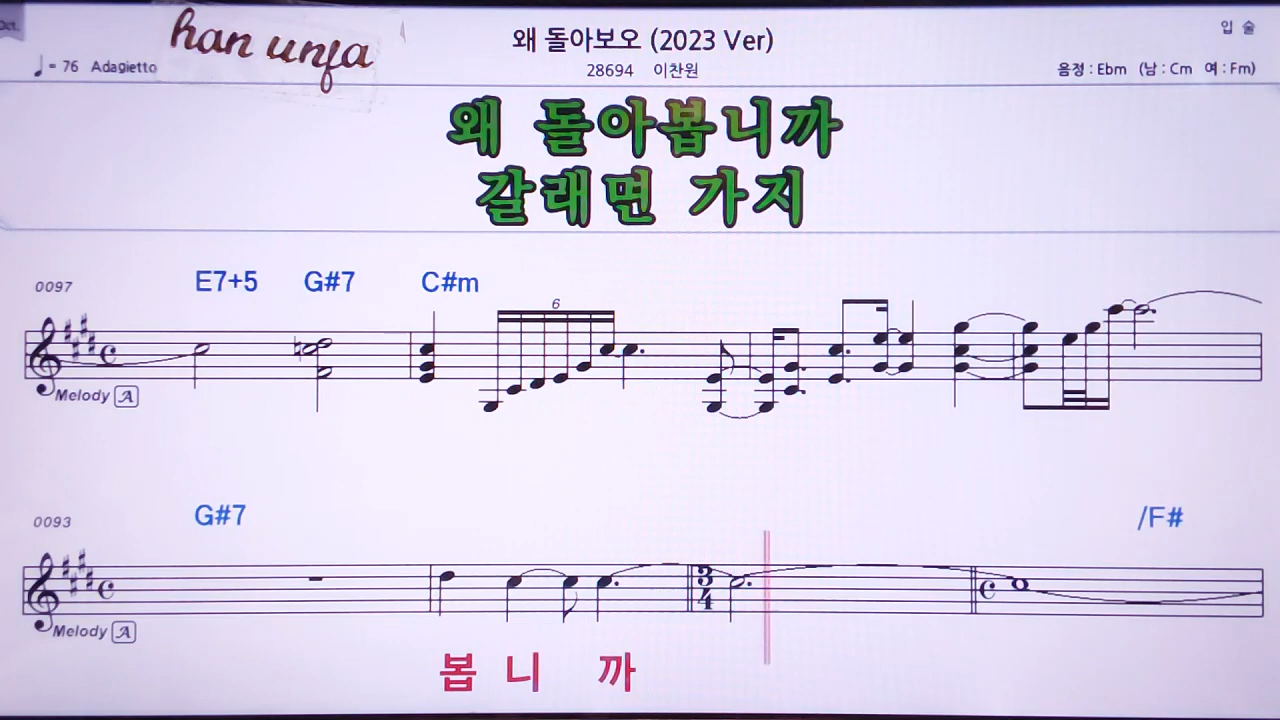 Oct.
han unfa
왜 돌아보오 (2023 Ver)
입 술
♩= 76 Adagietto
28694 이찬원
음정 : Ebm (남 : Cm 여 : Fm)
왜 돌아봅니까
갈래면 가지
0097 E7+5 G#7 C#m
6
Melody A
0093 G#7 /F#
3
4
Melody A
봅 니 까